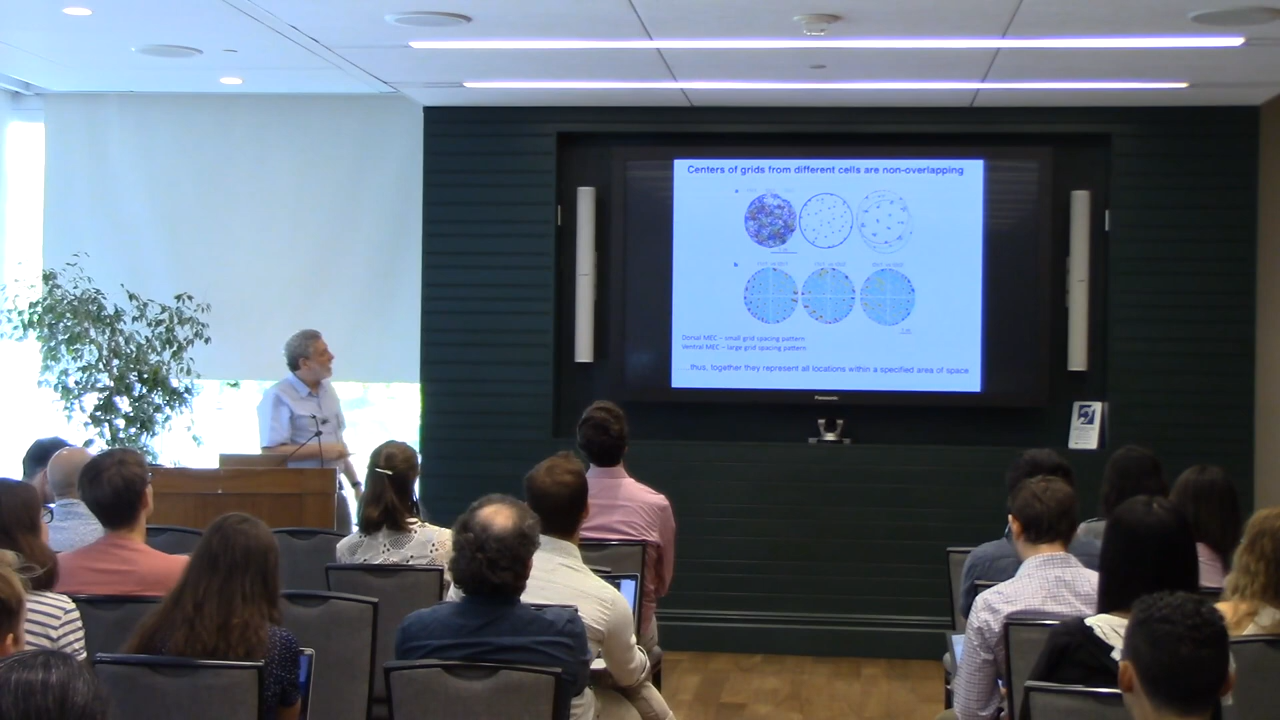 Centers of grids from different cells are non-overlapping
Dorsal MEC – small grid spacing pattern
Ventral MEC – large grid spacing pattern
…thus, together they represent all locations within a specified area of space
Panasonic